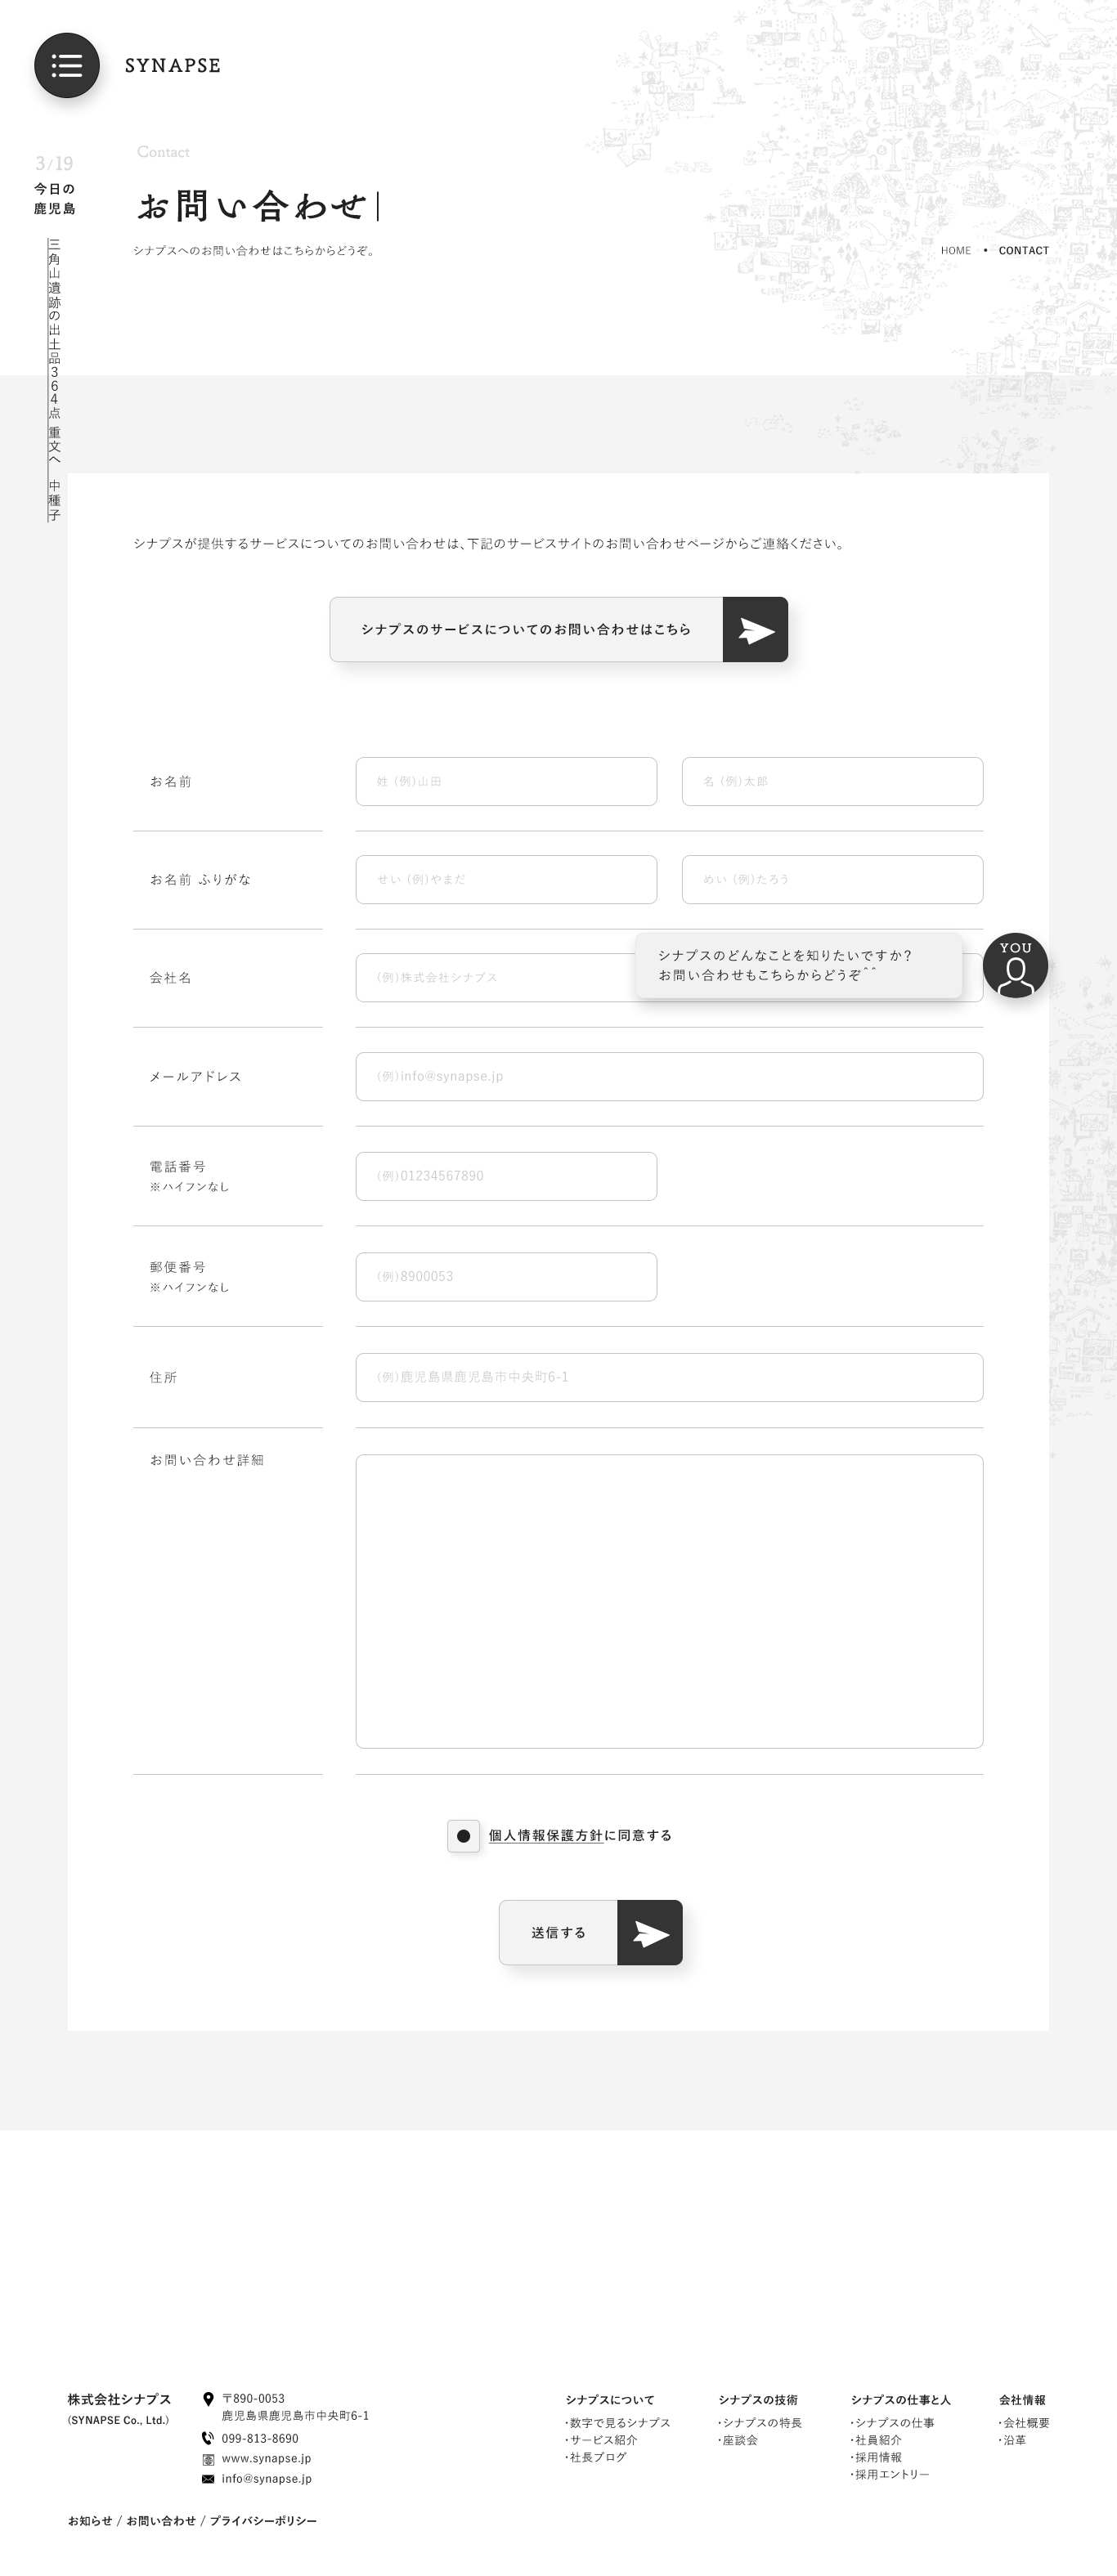 SYNAPSE
3/19
今日の
鹿児島
三角山遺跡の出土品364点 重文へ 中種子
Contact
お問い合わせ
シナプスへのお問い合わせはこちらからどうぞ。
HOME • CONTACT
シナプスが提供するサービスについてのお問い合わせは、下記のサービスサイトのお問い合わせページからご連絡ください。
シナプスのサービスについてのお問い合わせはこちら
お名前
姓 (例)山田
名 (例)太郎
お名前 ふりがな
せい (例)やまだ
めい (例)たろう
会社名
(例)株式会社シナプス
シナプスのどんなことを知りたいですか?
お問い合わせもこちらからどうぞ^^
YOU
メールアドレス
(例)info@synapse.jp
電話番号
※ハイフンなし
(例)01234567890
郵便番号
※ハイフンなし
(例)8900053
住所
(例)鹿児島県鹿児島市中央町6-1
お問い合わせ詳細
個人情報保護方針に同意する
送信する
株式会社シナプス
(SYNAPSE Co., Ltd.)
〒890-0053
鹿児島県鹿児島市中央町6-1
099-813-8690
www.synapse.jp
info@synapse.jp
シナプスについて
・数字で見るシナプス
・サービス紹介
・社長ブログ
シナプスの技術
・シナプスの特長
・座談会
シナプスの仕事と人
・シナプスの仕事
・社員紹介
・採用情報
・採用エントリー
会社情報
・会社概要
・沿革
お知らせ / お問い合わせ / プライバシーポリシー